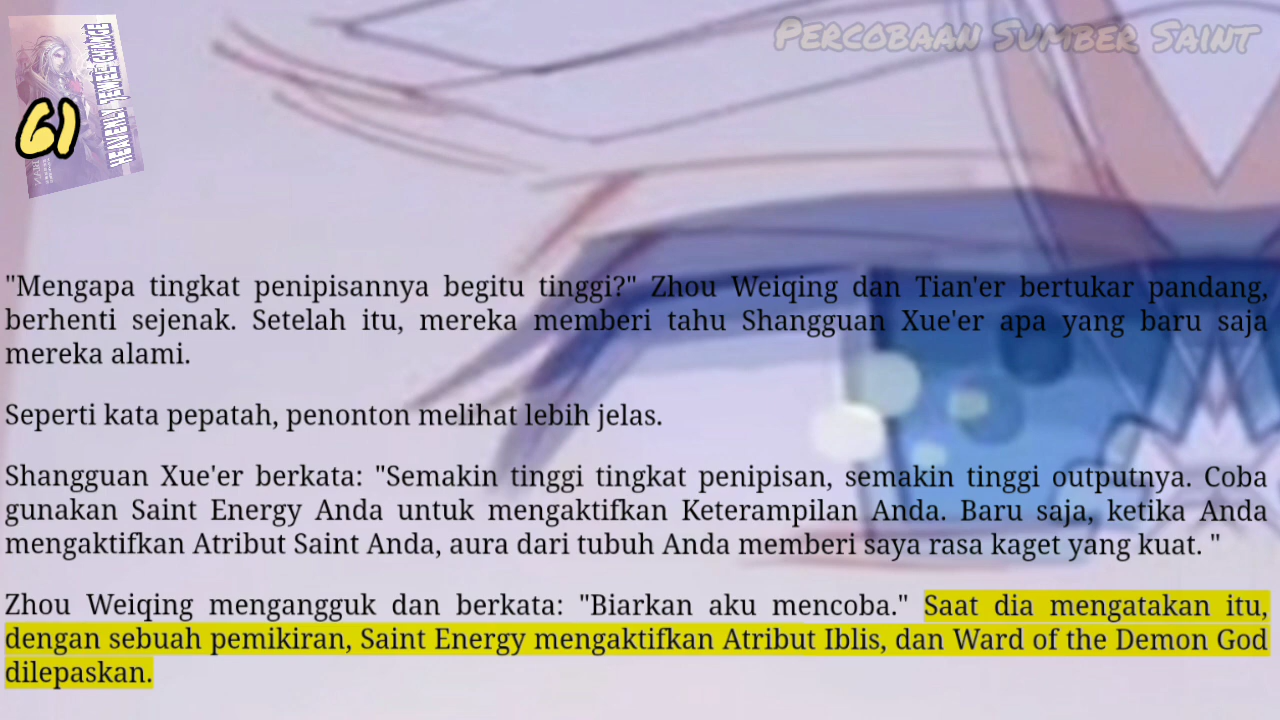 Percobaan Sumber Saint
HEAVENLY JEWEL CHANGE
61
"Mengapa tingkat penipisannya begitu tinggi?" Zhou Weiqing dan Tian'er bertukar pandang,
berhenti sejenak. Setelah itu, mereka memberi tahu Shangguan Xue'er apa yang baru saja
mereka alami.
Seperti kata pepatah, penonton melihat lebih jelas.
Shangguan Xue'er berkata: "Semakin tinggi tingkat penipisan, semakin tinggi outputnya. Coba
gunakan Saint Energy Anda untuk mengaktifkan Keterampilan Anda. Baru saja, ketika Anda
mengaktifkan Atribut Saint Anda, aura dari tubuh Anda memberi saya rasa kaget yang kuat. "
Zhou Weiqing mengangguk dan berkata: "Biarkan aku mencoba." Saat dia mengatakan itu,
dengan sebuah pemikiran, Saint Energy mengaktifkan Atribut Iblis, dan Ward of the Demon God
dilepaskan.